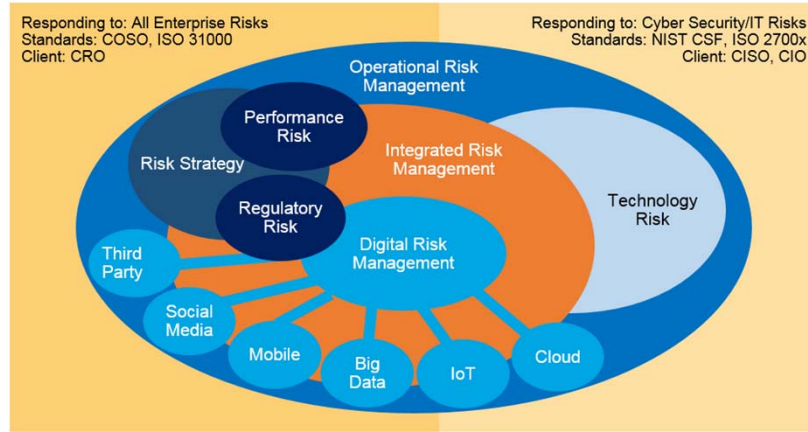 Responding to: All Enterprise Risks
Standards: COSO, ISO 31000
Client: CRO
Responding to: Cyber Security/IT Risks
Standards: NIST CSF, ISO 2700x
Client: CISO, CIO
Operational Risk
Management
Performance
Risk
Risk Strategy
Integrated Risk
Management
Regulatory
Risk
Technology
Risk
Digital Risk
Management
Third
Party
Social
Media
Mobile
Big
Data
IoT
Cloud